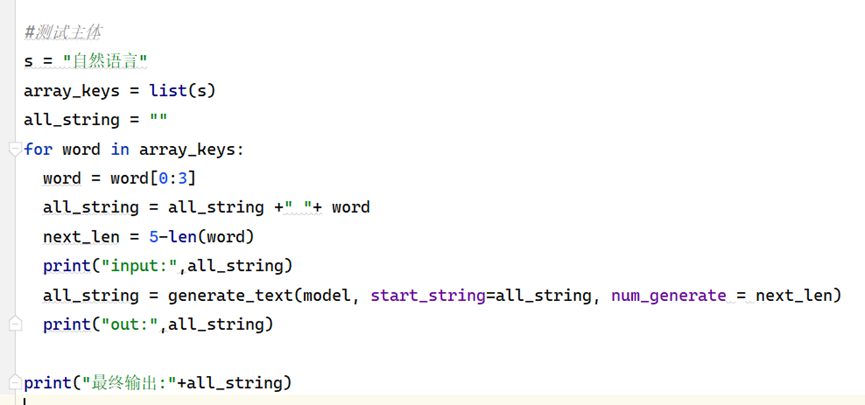 #测试主体
s = "自然语言"
array_keys = list(s)
all_string = ""
for word in array_keys:
  word = word[0:3]
  all_string = all_string +" "+ word
  next_len = 5-len(word)
  print("input:",all_string)
  all_string = generate_text(model, start_string=all_string, num_generate = next_len)
  print("out:",all_string)
print("最终输出:"+all_string)